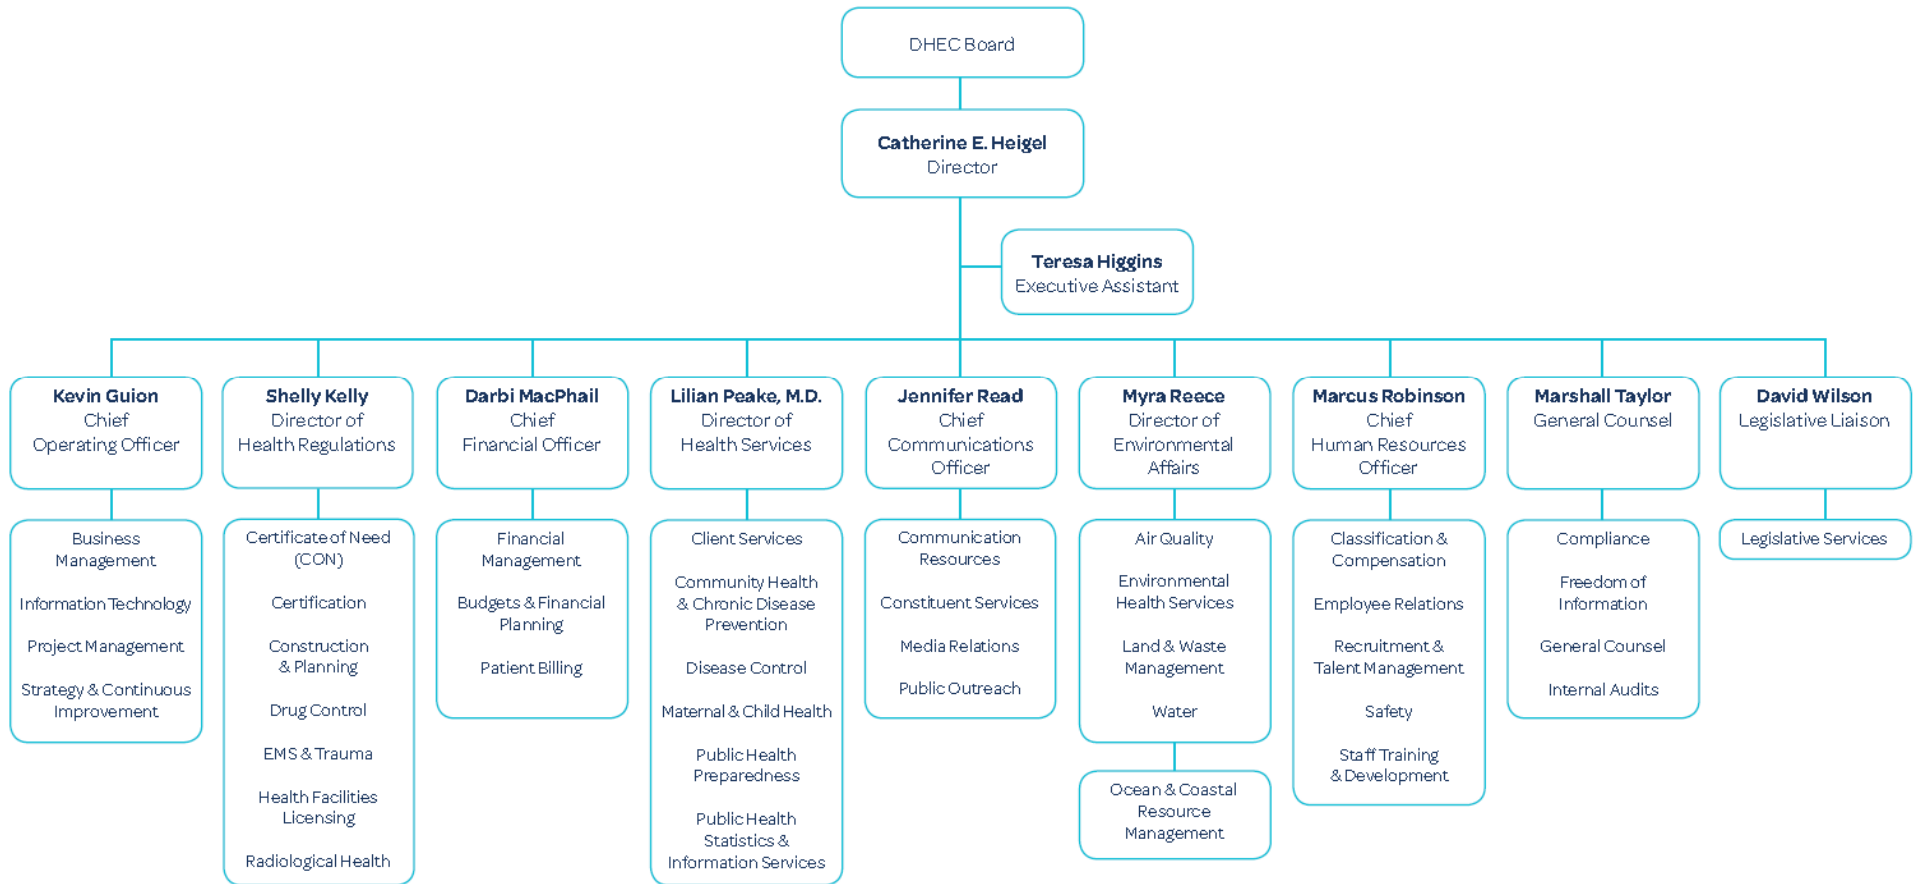 DHEC Board
Catherine E. Heigel
Director
Teresa Higgins
Executive Assistant
Kevin Guion
Chief
Operating Officer
Shelly Kelly
Director of
Health Regulations
Darbi MacPhail
Chief
Financial Officer
Lilian Peake, M.D.
Director of
Health Services
Jennifer Read
Chief
Communications
Officer
Myra Reece
Director of
Environmental
Affairs
Marcus Robinson
Chief
Human Resources
Officer
Marshall Taylor
General Counsel
David Wilson
Legislative Liaison
Business
Management
Information Technology
Project Management
Strategy & Continuous
Improvement
Certificate of Need
(CON)
Certification
Construction
& Planning
Drug Control
EMS & Trauma
Health Facilities
Licensing
Radiological Health
Financial
Management
Budgets & Financial
Planning
Patient Billing
Client Services
Community Health
& Chronic Disease
Prevention
Disease Control
Maternal & Child Health
Public Health
Preparedness
Public Health
Statistics &
Information Services
Communication
Resources
Constituent Services
Media Relations
Public Outreach
Air Quality
Environmental
Health Services
Land & Waste
Management
Water
Ocean & Coastal
Resource
Management
Classification &
Compensation
Employee Relations
Recruitment &
Talent Management
Safety
Staff Training
& Development
Compliance
Freedom of
Information
General Counsel
Internal Audits
Legislative Services